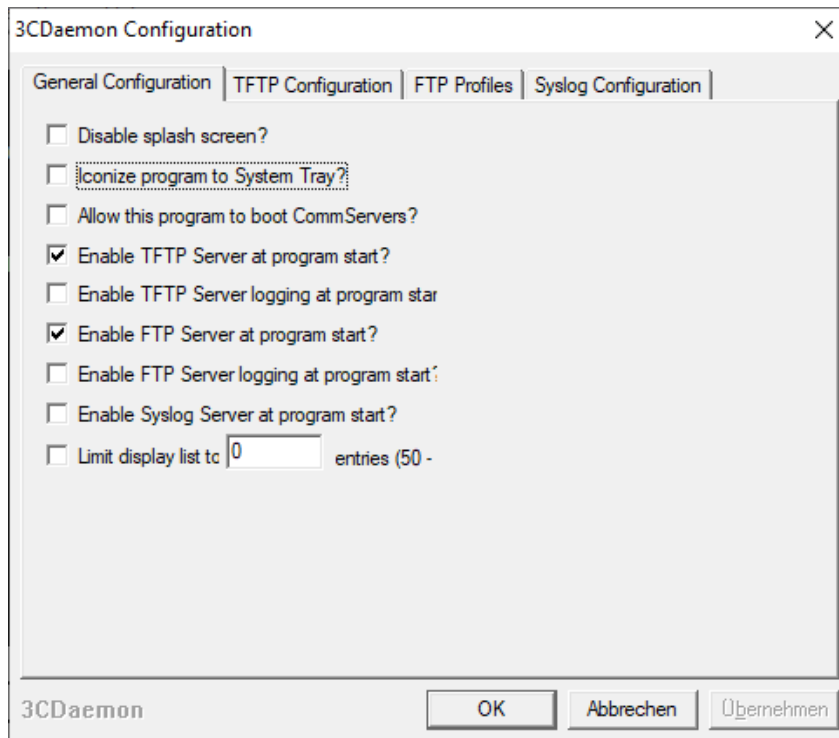 3CDaemon Configuration
General Configuration TFTP Configuration FTP Profiles Syslog Configuration
Disable splash screen?
Iconize program to System Tray?
Allow this program to boot CommServers?
Enable TFTP Server at program start?
Enable TFTP Server logging at program star
Enable FTP Server at program start?
Enable FTP Server logging at program start?
Enable Syslog Server at program start?
Limit display list to 0 entries (50 -
3CDaemon OK Abbrechen Übernehmen